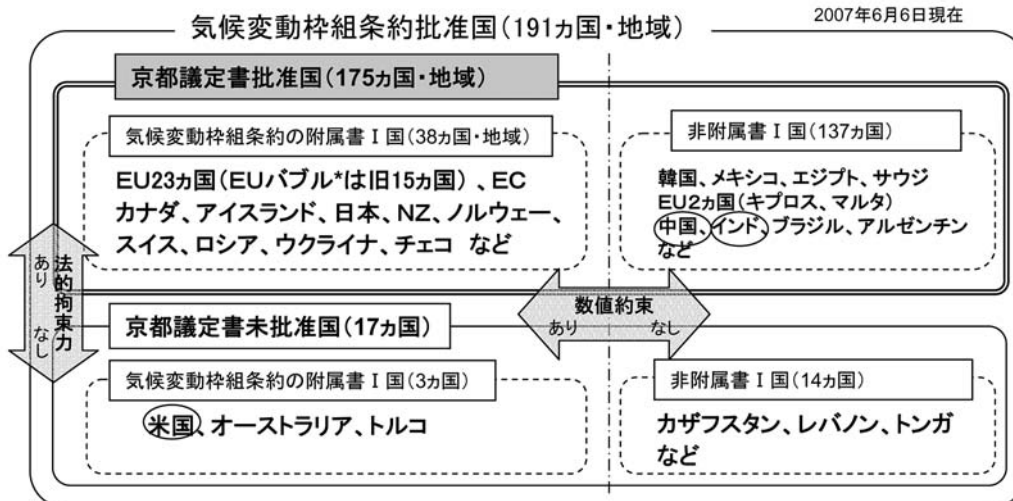 2007年6月6日現在
気候変動枠組条約批准国(191ヵ国・地域)
京都議定書批准国(175ヵ国・地域)
気候変動枠組条約の附属書Ⅰ国(38ヵ国・地域)
EU23ヵ国(EUバブル*は旧15ヵ国)、EC
カナダ、アイスランド、日本、NZ、ノルウェー、
スイス、ロシア、ウクライナ、チェコ など
非附属書Ⅰ国(137ヵ国)
韓国、メキシコ、エジプト、サウジ
EU2ヵ国(キプロス、マルタ)
中国、インド、ブラジル、アルゼンチン
など
法的拘束力
あり なし
数値約束
あり なし
京都議定書未批准国(17ヵ国)
気候変動枠組条約の附属書Ⅰ国(3ヵ国)
米国、オーストラリア、トルコ
非附属書Ⅰ国(14ヵ国)
カザフスタン、レバノン、トンガ
など